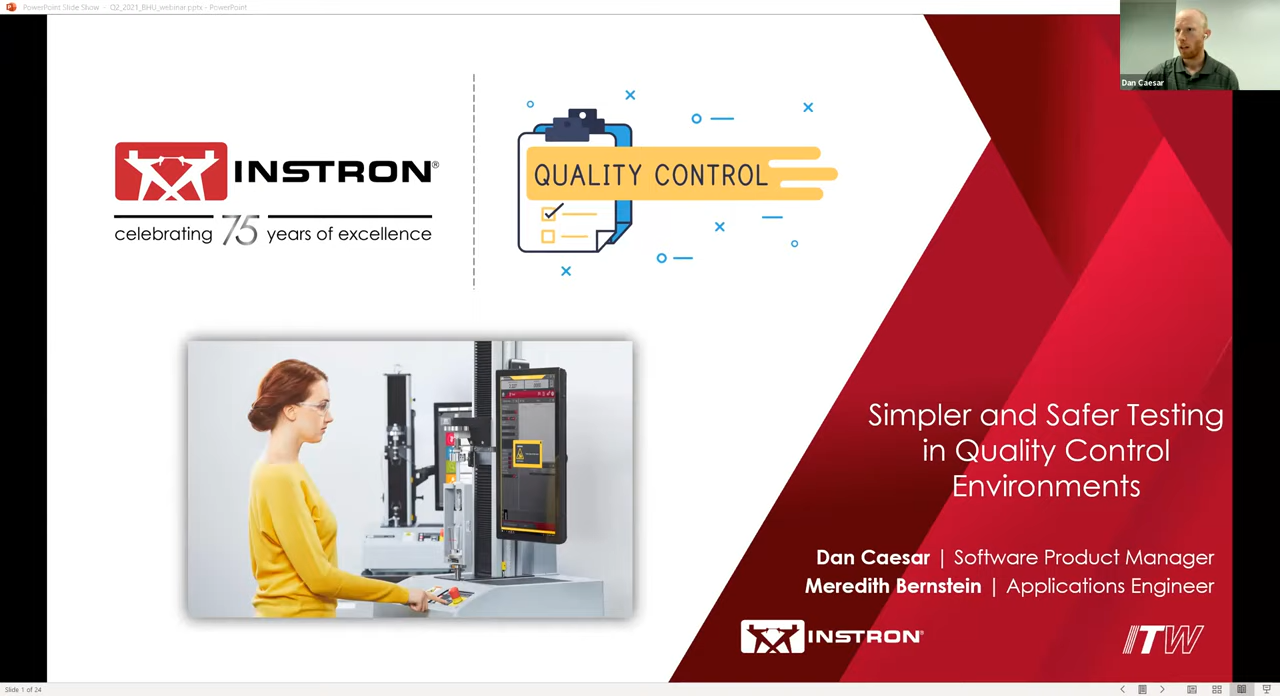 PowerPoint Slide Show - Q2_2021_BHU_webinar.pptx - PowerPoint
Dan Caesar
INSTRON®
celebrating 75 years of excellence
QUALITY CONTROL
Simpler and Safer Testing
in Quality Control
Environments
Dan Caesar | Software Product Manager
Meredith Bernstein | Applications Engineer
INSTRON®
ITW
Slide 1 of 24